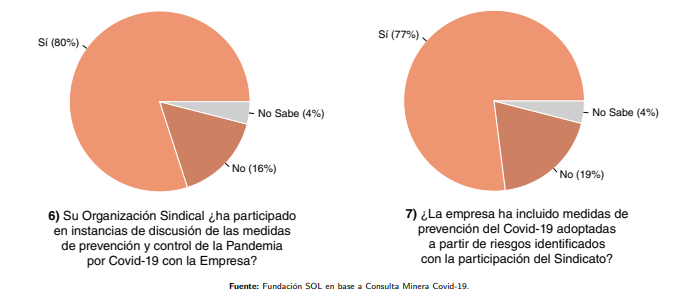 Sí (80%)
No Sabe (4%)
No (16%)
6) Su Organización Sindical ¿ha participado
en instancias de discusión de las medidas
de prevención y control de la Pandemia
por Covid-19 con la Empresa?
Sí (77%)
No Sabe (4%)
No (19%)
7) ¿La empresa ha incluido medidas de
prevención del Covid-19 adoptadas
a partir de riesgos identificados
con la participación del Sindicato?
Fuente: Fundación SOL en base a Consulta Minera Covid-19.